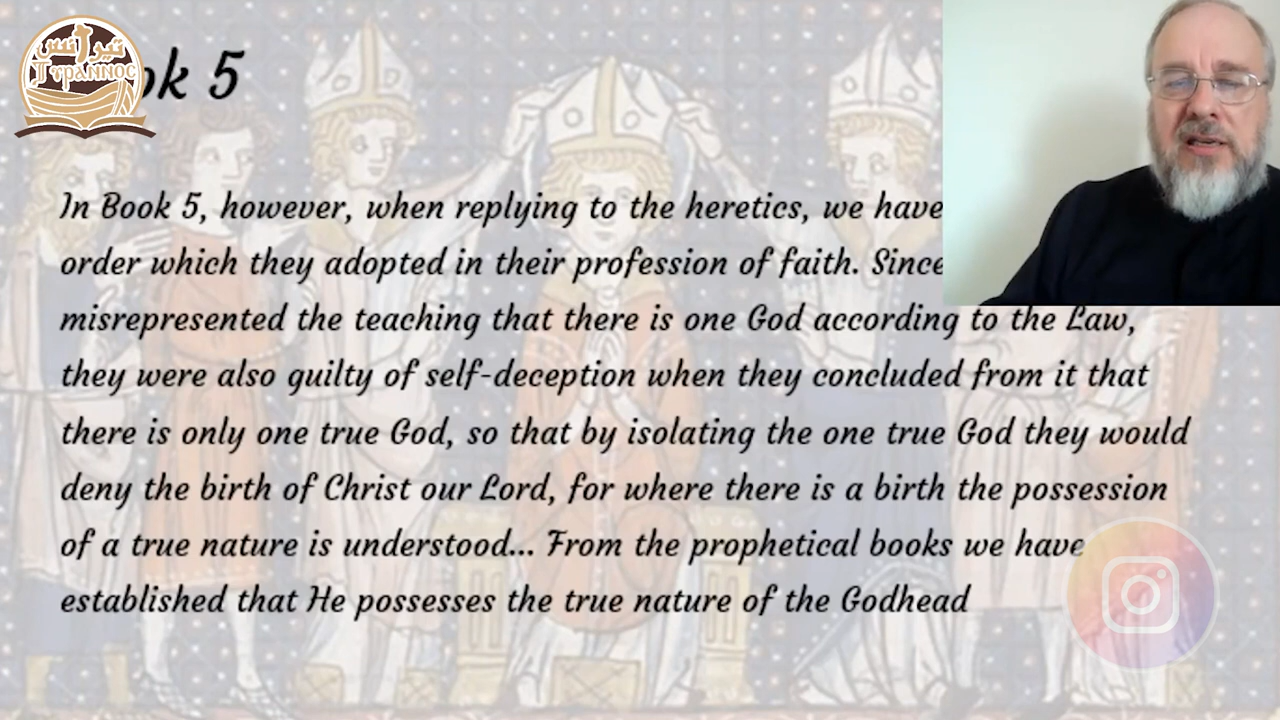 تيرانس
Τυραννος
ok 5
In Book 5, however, when replying to the heretics, we have
order which they adopted in their profession of faith. Since
misrepresented the teaching that there is one God according to the Law,
they were also guilty of self-deception when they concluded from it that
there is only one true God, so that by isolating the one true God they would
deny the birth of Christ our Lord, for where there is a birth the possession
of a true nature is understood... From the prophetical books we have
established that He possesses the true nature of the Godhead